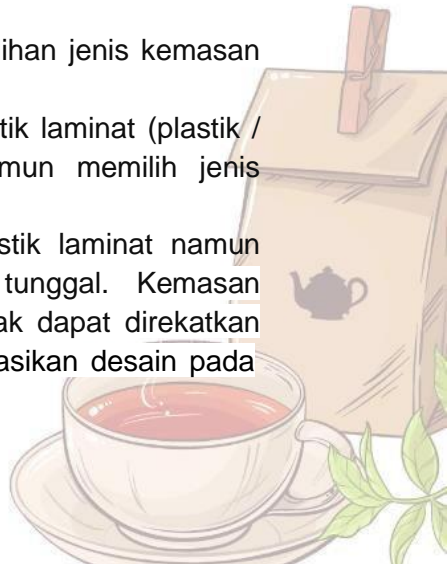 ihan jenis kemasan
tik laminat (plastik /
mun memilih jenis
stik laminat namun
tunggal. Kemasan
ak dapat direkatkan
asikan desain pada